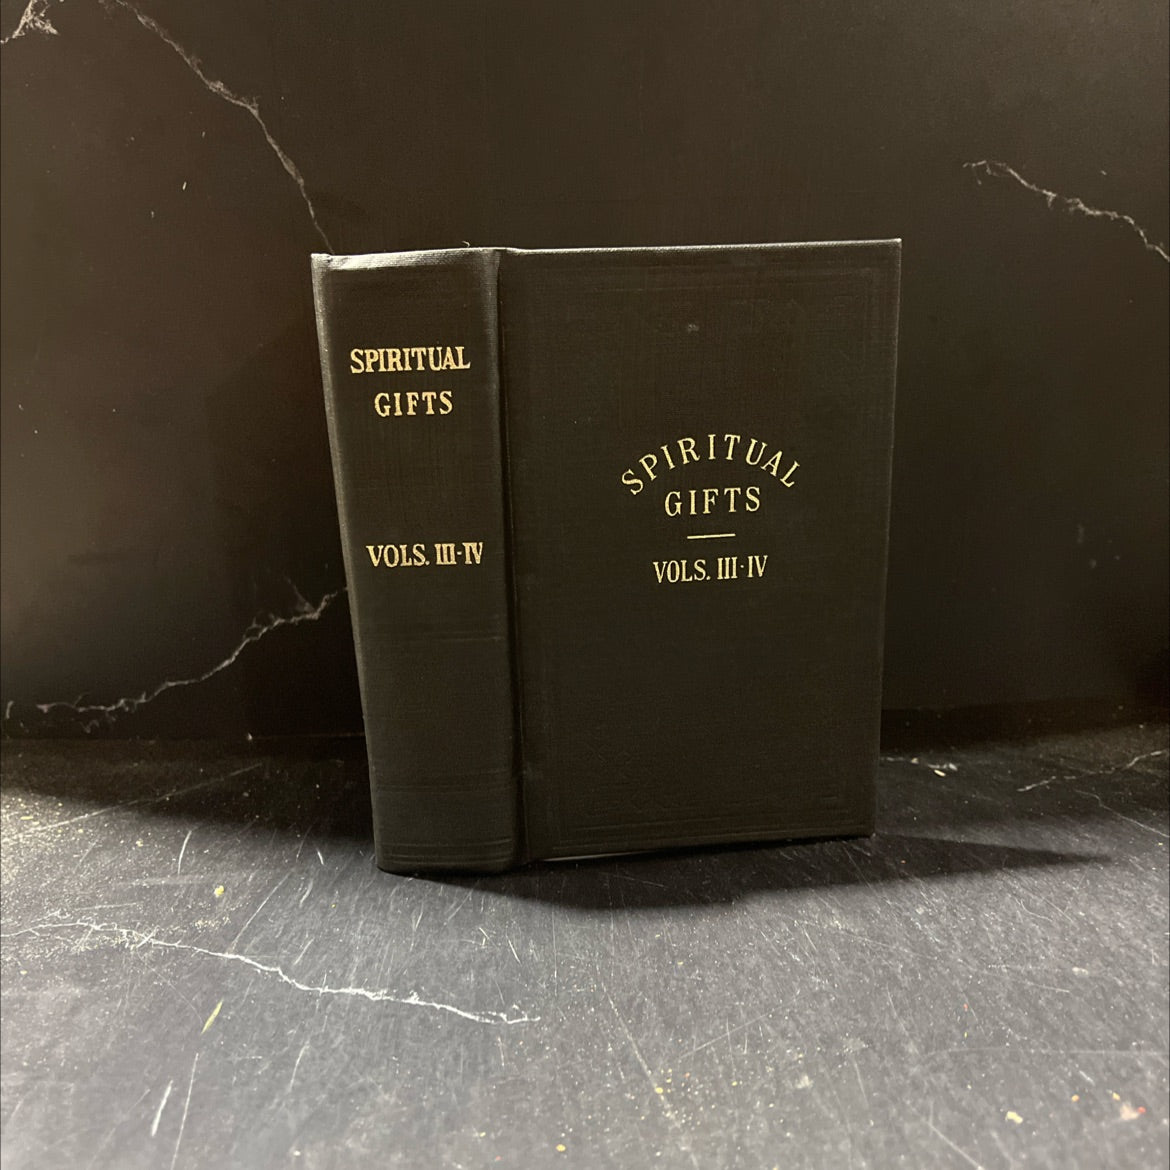 SPIRITUAL
GIFTS
VOLS. III-IV
SPIRITUAL
GIFTS
VOLS. III·IV